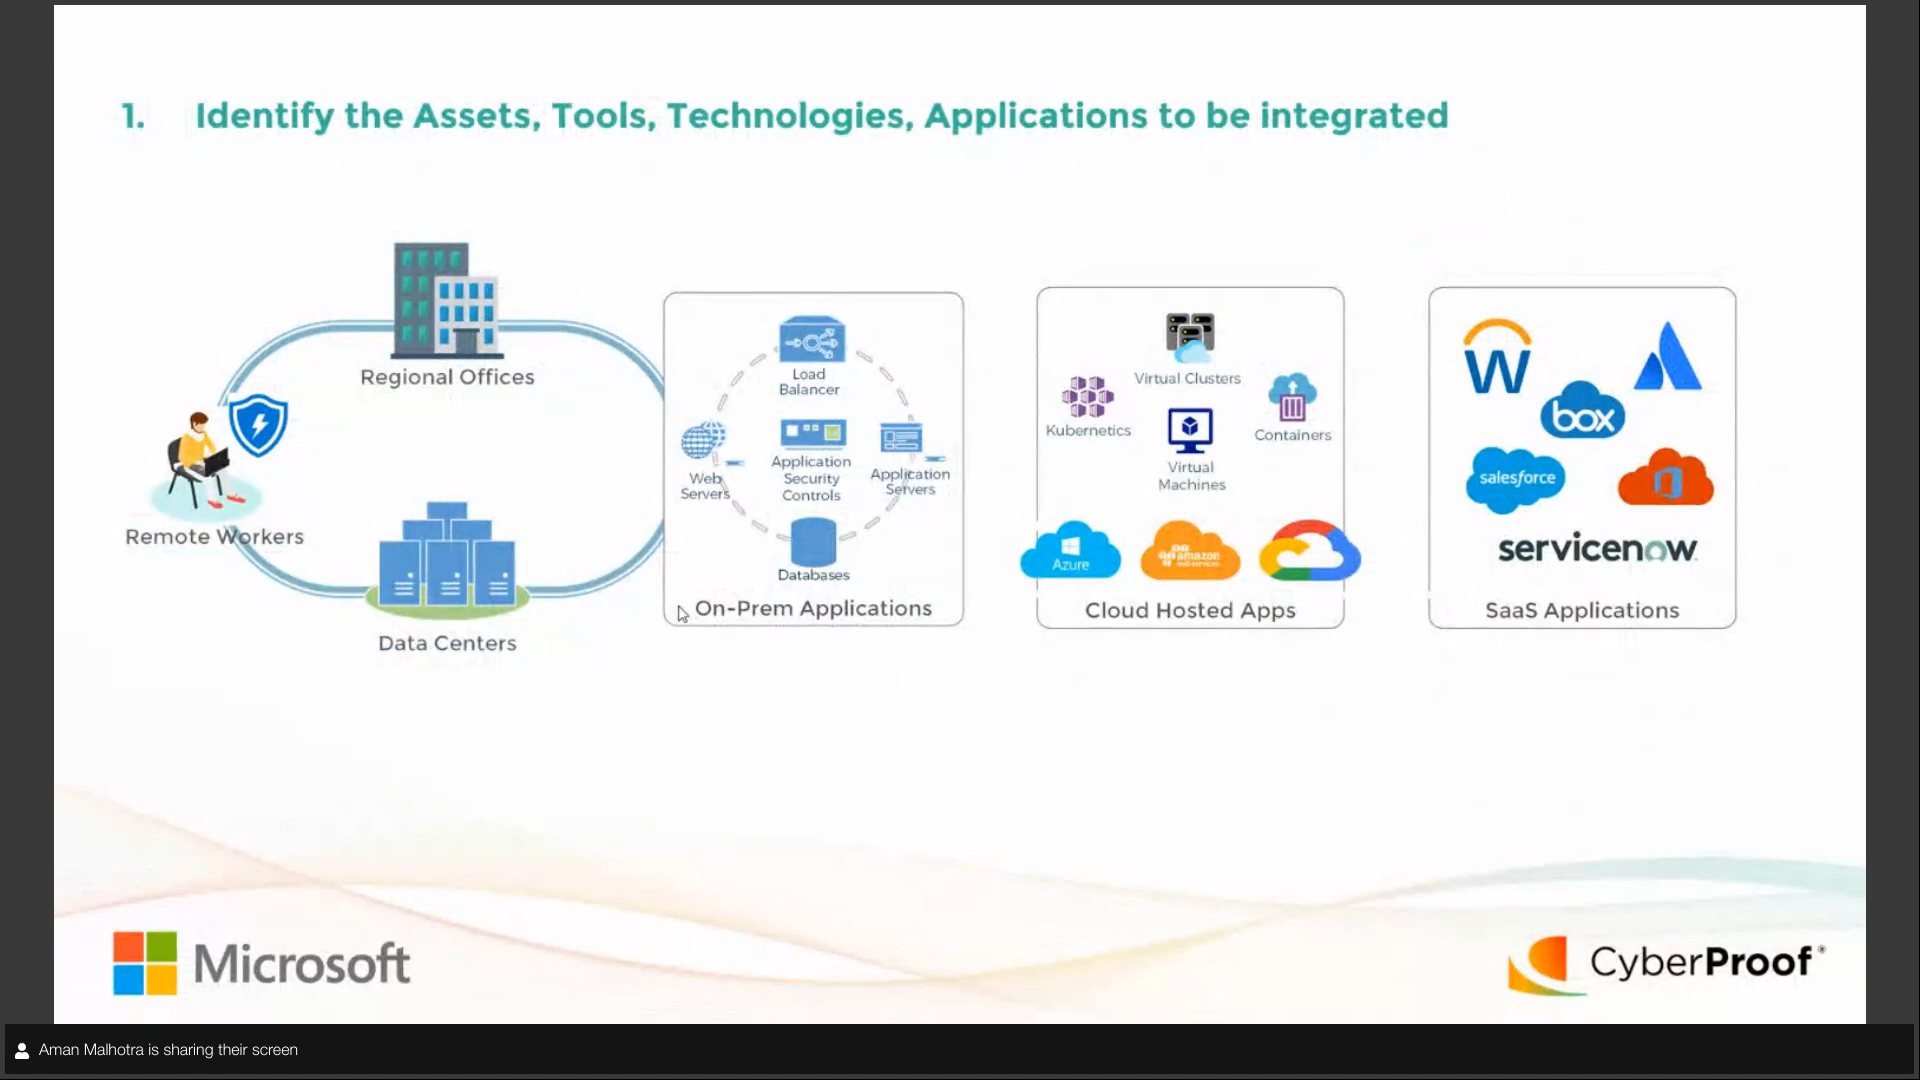 1. Identify the Assets, Tools, Technologies, Applications to be integrated
Regional Offices
Remote Workers
Data Centers
Load
Balancer
Web
Servers
Application
Security
Controls
Application
Servers
Databases
On-Prem Applications
Virtual Clusters
Kubernetics
Containers
Virtual
Machines
Azure
amazon
web services
Cloud Hosted Apps
W
box
salesforce
servicenow
SaaS Applications
Microsoft
CyberProof®
Aman Malhotra is sharing their screen